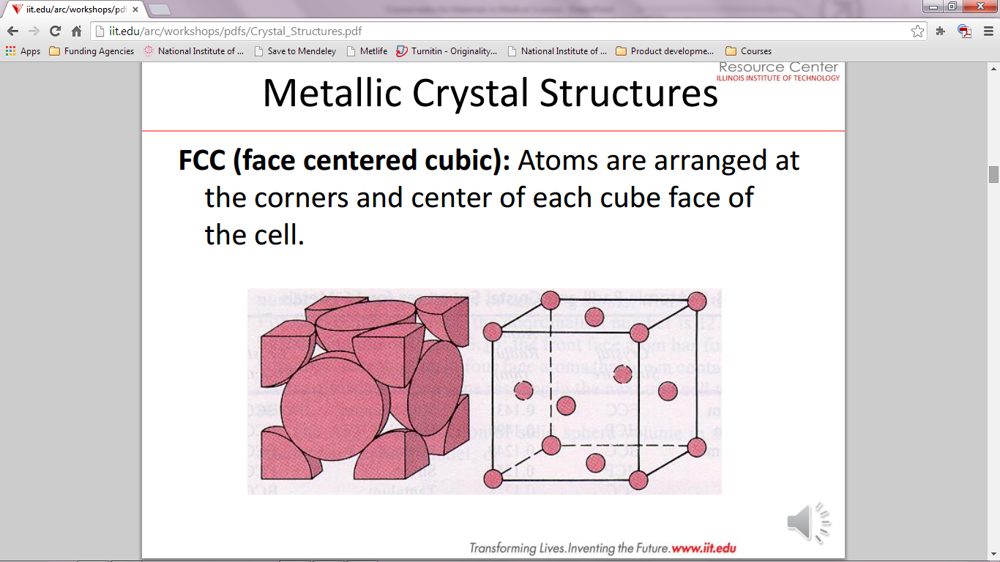 iit.edu/arc/workshops/pd
iit.edu/arc/workshops/pdfs/Crystal_Structures.pdf
Apps Funding Agencies National Institute of ... Save to Mendeley Metlife Turnitin - Originality... National Institute of ... Product developme... Courses
Resource Center
ILLINOIS INSTITUTE OF TECHNOLOGY
Metallic Crystal Structures
FCC (face centered cubic): Atoms are arranged at
the corners and center of each cube face of
the cell.
Transforming Lives.Inventing the Future.www.iit.edu